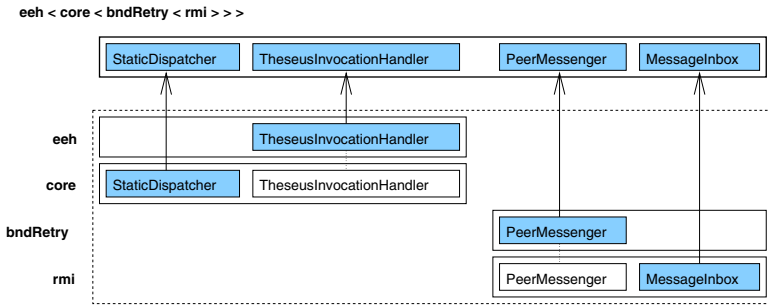 eeh < core < bndRetry < rmi > > >
StaticDispatcher TheseusInvocationHandler PeerMessenger MessageInbox
eeh TheseusInvocationHandler
core StaticDispatcher TheseusInvocationHandler
bndRetry PeerMessenger
rmi PeerMessenger MessageInbox